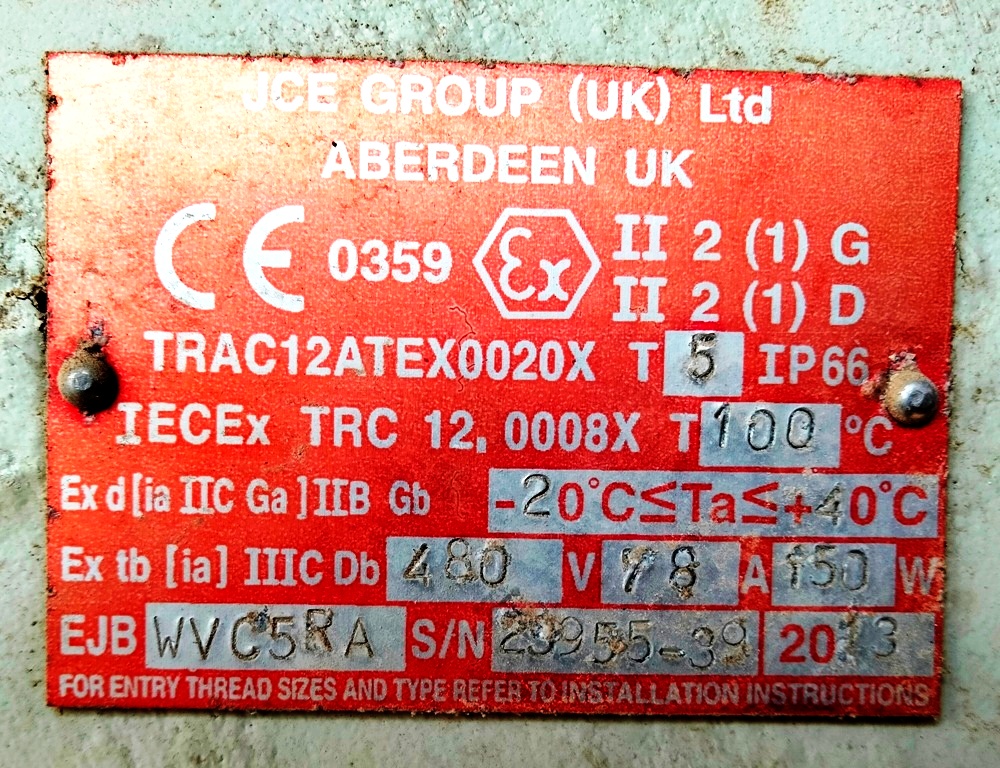 JCE GROUP (UK) Ltd
ABERDEEN UK
CE 0359 Ex II 2 (1) G
II 2 (1) D
TRAC12ATEX0020X T 5 IP66
IECEx TRC 12, 0008X T 100 °C
Ex d [ia IIC Ga ] IIB Gb -20°C≤Ta≤+40°C
Ex tb [ia] IIIC Db 480 V 78 A 150 W
EJB WVC5RA S/N 29955-39 2013
FOR ENTRY THREAD SIZES AND TYPE REFER TO INSTALLATION INSTRUCTIONS